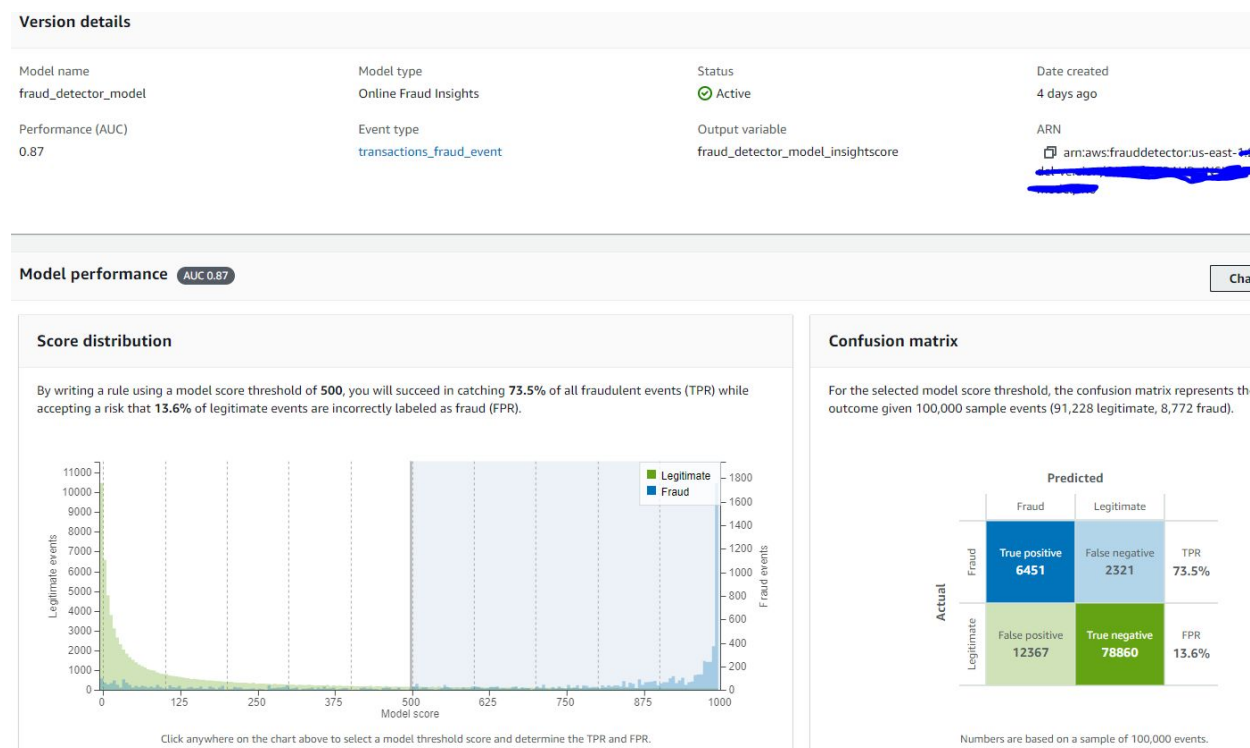 Version details
Model name
fraud_detector_model
Model type
Online Fraud Insights
Status
Active
Date created
4 days ago
Performance (AUC)
0.87
Event type
transactions_fraud_event
Output variable
fraud_detector_model_insightscore
ARN
arn:aws:frauddetector:us-east-
Model performance AUC 0.87
Cha
Score distribution
By writing a rule using a model score threshold of 500, you will succeed in catching 73.5% of all fraudulent events (TPR) while
accepting a risk that 13.6% of legitimate events are incorrectly labeled as fraud (FPR).
11000
10000
9000
8000
7000
6000
5000
4000
3000
2000
1000
0
Legitimate events
Legitimate
Fraud
1800
1600
1400
1200
1000
800
600
400
200
0
Fraud events
0 125 250 375 500 625 750 875 1000
Model score
Click anywhere on the chart above to select a model threshold score and determine the TPR and FPR.
Confusion matrix
For the selected model score threshold, the confusion matrix represents th
outcome given 100,000 sample events (91,228 legitimate, 8,772 fraud).
Predicted
Fraud Legitimate
Actual
Fraud
True positive
6451
False negative
2321
TPR
73.5%
Legitimate
False positive
12367
True negative
78860
FPR
13.6%
Numbers are based on a sample of 100,000 events.